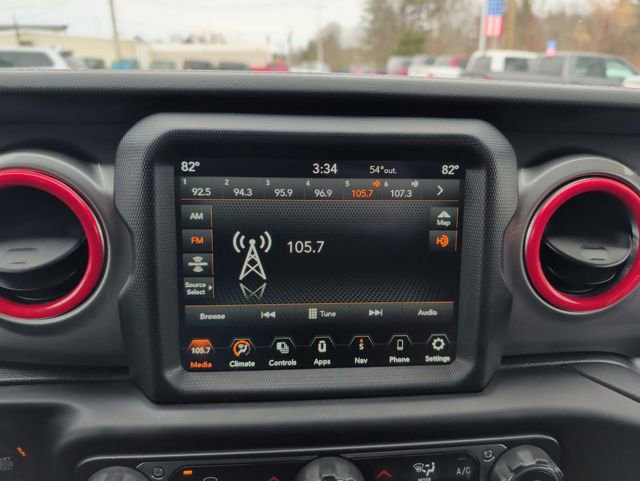 82° 3:34 54°out. 82°
1 2 3 4 5 6
92.5 94.3 95.9 96.9 105.7 107.3
AM
Map
FM
105.7
Source Select
Browse Tune Audio
105.7 S
Media Climate Controls Apps Nav Phone Settings
MODE A/C